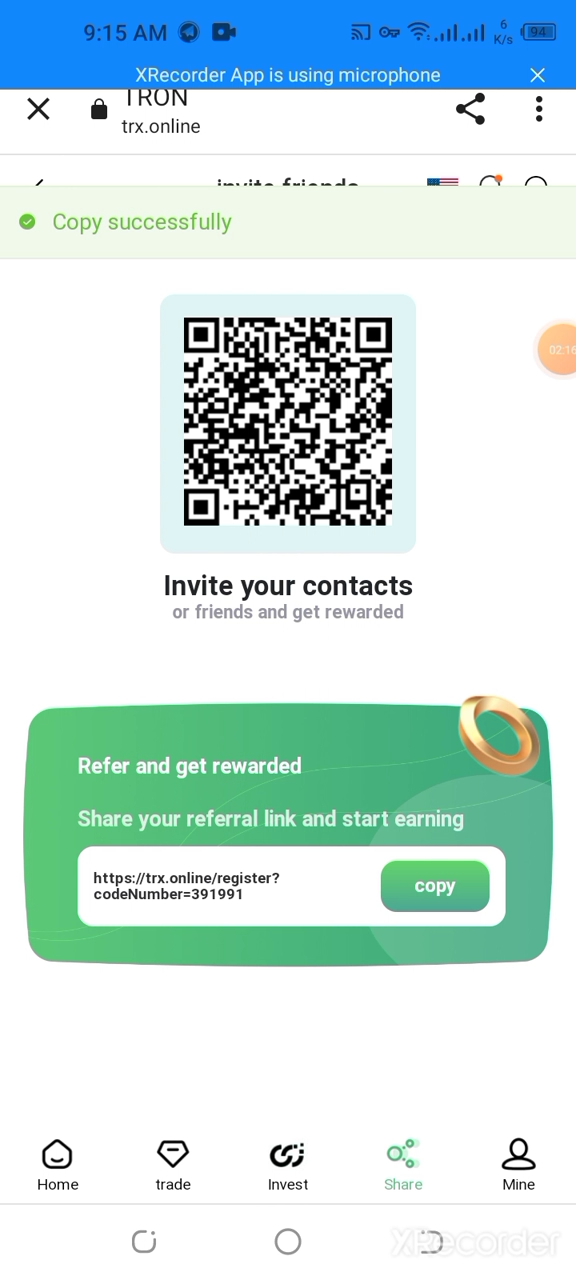 9:15 AM
6
K/s
94
XRecorder App is using microphone
TRON
trx.online
invite friends
Copy successfully
02:16
Invite your contacts
or friends and get rewarded
Refer and get rewarded
Share your referral link and start earning
https://trx.online/register?
codeNumber=391991
copy
Home
trade
Invest
Share
Mine
XRecorder